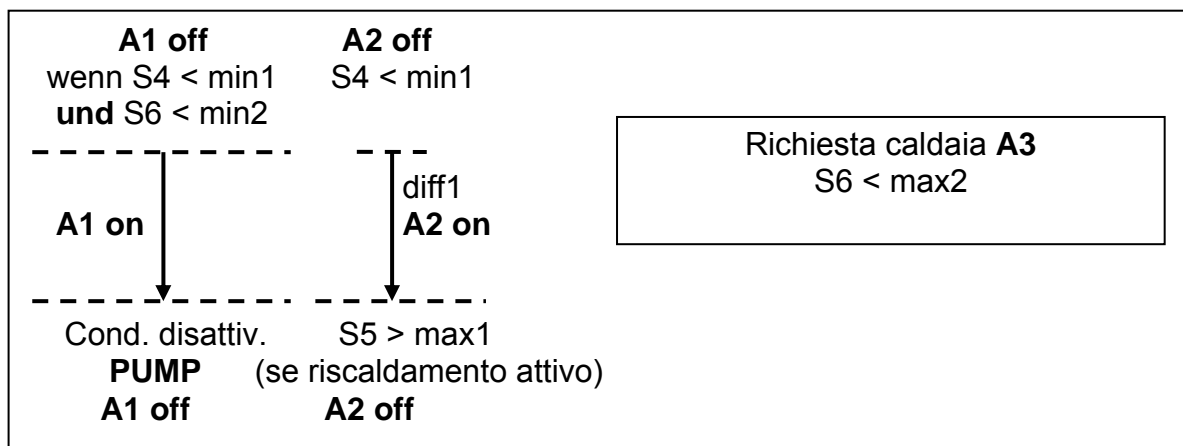 A1 off
wenn S4 < min1
und S6 < min2
A2 off
S4 < min1
A1 on
diff1
A2 on
Cond. disattiv.
PUMP
A1 off
S5 > max1
(se riscaldamento attivo)
A2 off
Richiesta caldaia A3
S6 < max2